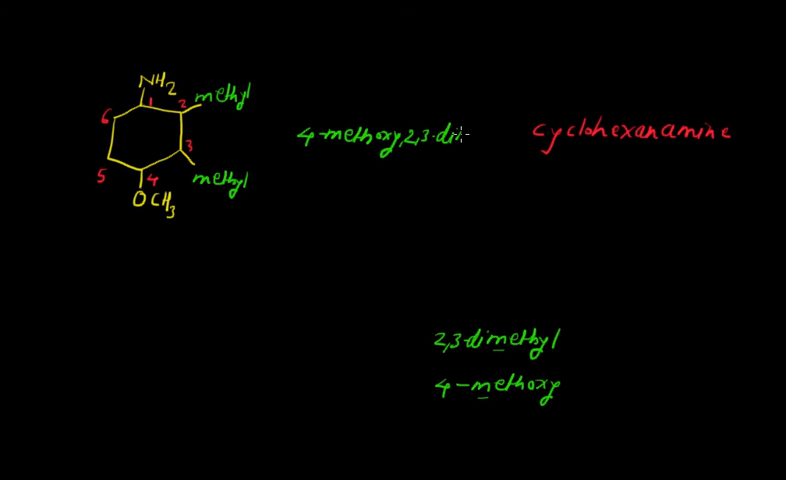 NH2
1
2
methyl
6
3
5
4
methyl
OCH3
4-methoxy,2,3-di
cyclohexanamine
2,3-dimethyl
4-methoxy